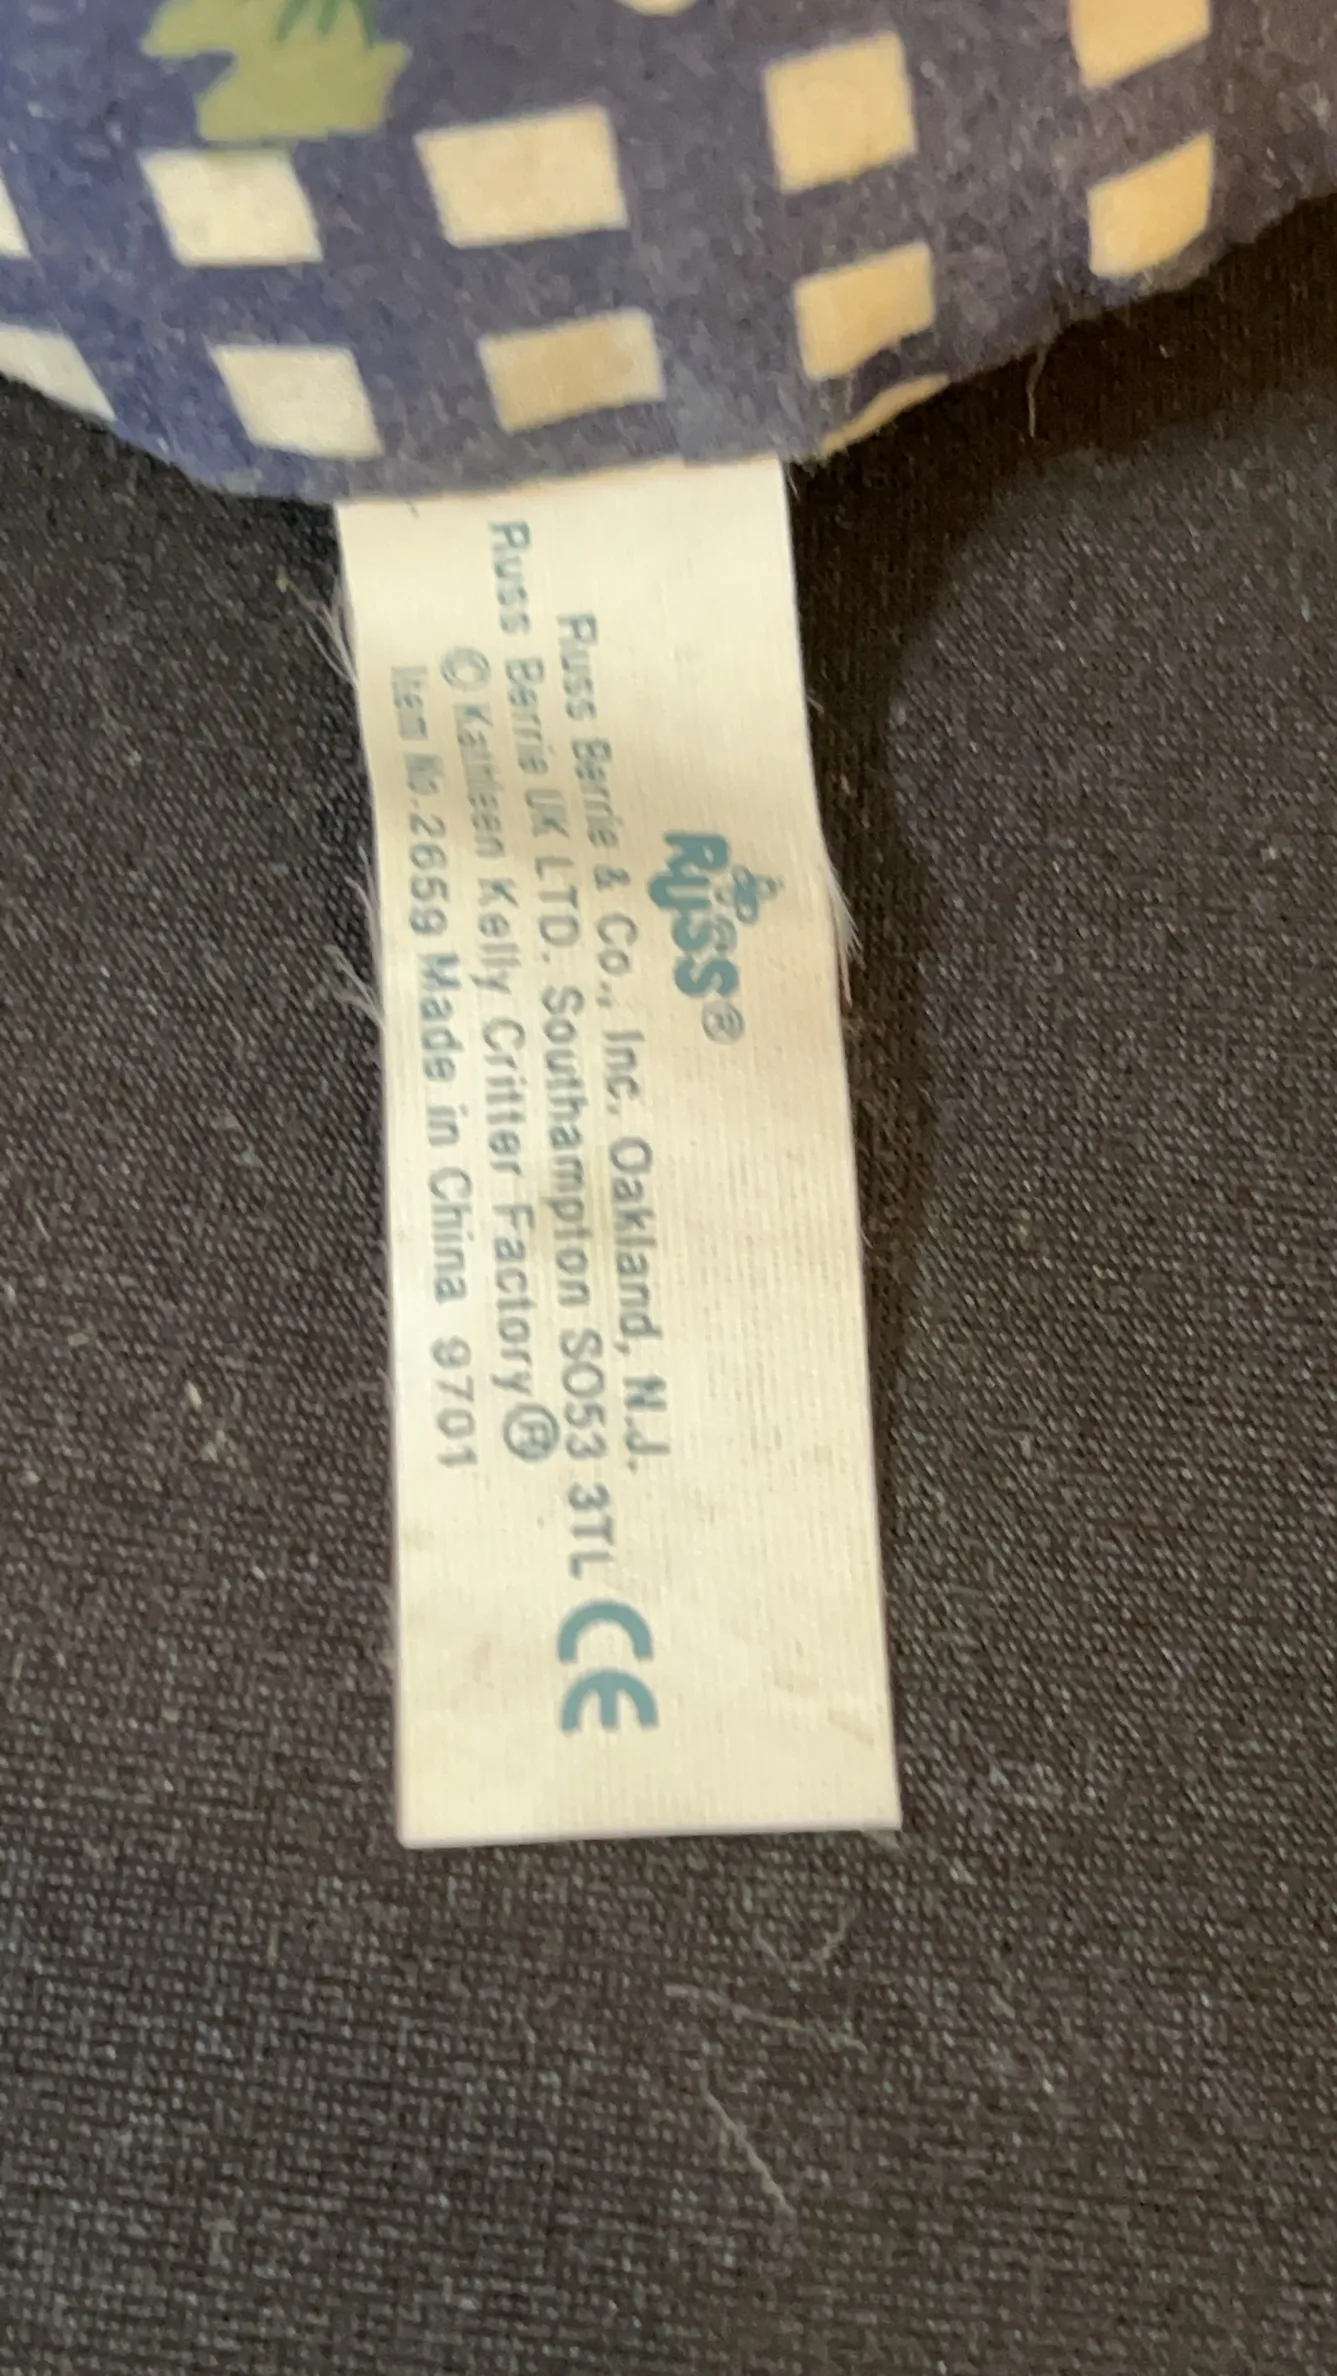 RUSS®
Russ Berrie & Co., Inc, Oakland, N.J.
Russ Berrie UK LTD. Southampton SO53 3TL CE
© Kathleen Kelly Critter Factory®
Item No.2659 Made in China 9701